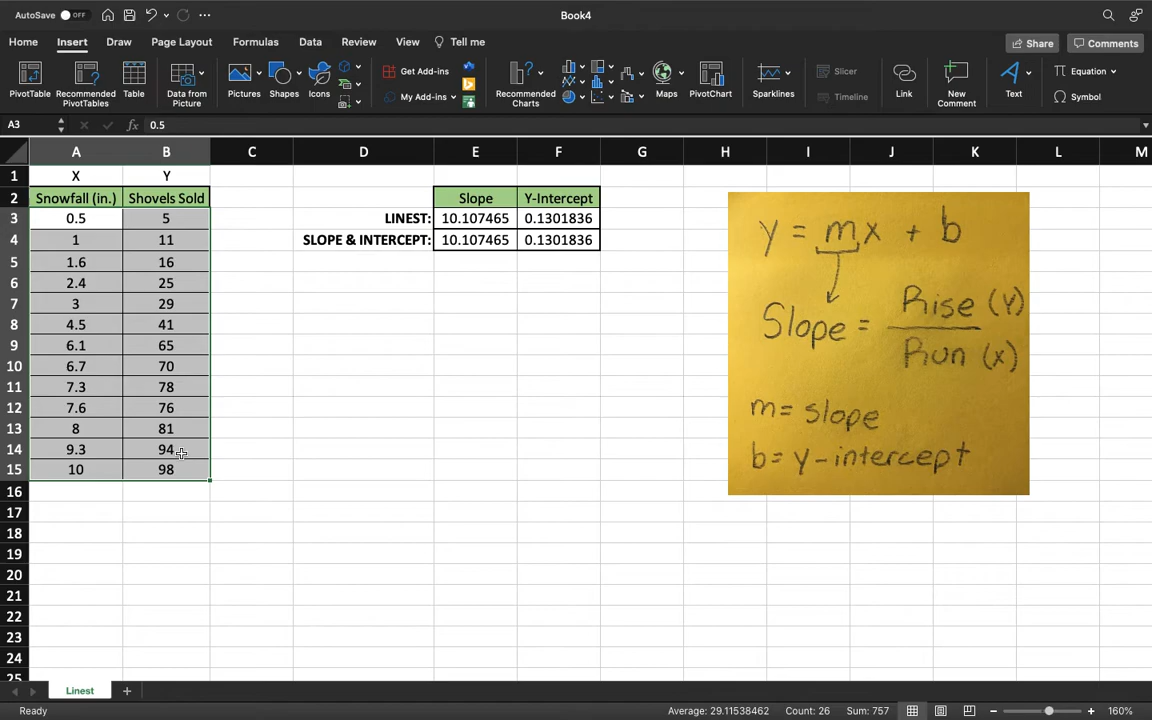 AutoSave OFF Book4
Home Insert Draw Page Layout Formulas Data Review View Tell me Share Comments
PivotTable Recommended PivotTables Table Data from Picture Pictures Shapes Icons Get Add-ins My Add-ins Recommended Charts Maps PivotChart Sparklines Slicer Timeline Link New Comment Text Equation Symbol
A3 fx 0.5
A B C D E F G H I J K L M
1 X Y
2 Snowfall (in.) Shovels Sold Slope Y-Intercept
3 0.5 5 LINEST: 10.107465 0.1301836
4 1 11 SLOPE & INTERCEPT: 10.107465 0.1301836
5 1.6 16
6 2.4 25
7 3 29
8 4.5 41
9 6.1 65
10 6.7 70
11 7.3 78
12 7.6 76
13 8 81
14 9.3 94
15 10 98
16
17
18
19
20
21
22
23
24
25
y = mx + b
Slope = Rise (Y)
Run (x)
m = slope
b = y-intercept
Linest
Ready Average: 29.11538462 Count: 26 Sum: 757 160%